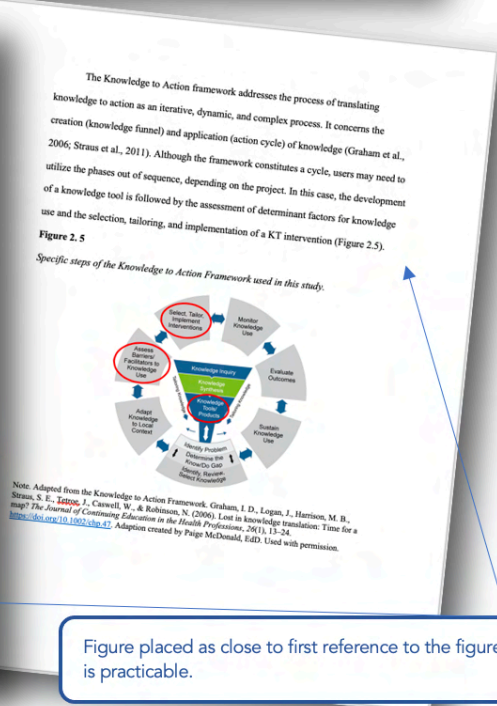 The Knowledge to Action framework addresses the process of translating
knowledge to action as an iterative, dynamic, and complex process. It concerns the
creation (knowledge funnel) and application (action cycle) of knowledge (Graham et al.,
2006; Straus et al., 2011). Although the framework constitutes a cycle, users may need to
utilize the phases out of sequence, depending on the project. In this case, the development
of a knowledge tool is followed by the assessment of determinant factors for knowledge
use and the selection, tailoring, and implementation of a KT intervention (Figure 2.5).
Figure 2. 5
Specific steps of the Knowledge to Action Framework used in this study.
Select, Tailor,
Implement
Interventions
Monitor
Knowledge
Use
Assess
Barriers/
Facilitators to
Knowledge
Use
Knowledge Inquiry
Knowledge
Synthesis
Knowledge
Tools/
Products
Tailoring Knowledge
Tailoring Knowledge
Evaluate
Outcomes
Adapt
Knowledge
to Local
Context
Sustain
Knowledge
Use
Identify Problem
Determine the
Know/Do Gap
Identify, Review,
Select Knowledge
Note. Adapted from the Knowledge to Action Framework. Graham, I. D., Logan, J., Harrison, M. B.,
Straus, S. E., Tetroe, J., Caswell, W., & Robinson, N. (2006). Lost in knowledge translation: Time for a
map? The Journal of Continuing Education in the Health Professions, 26(1), 13–24.
https://doi.org/10.1002/chp.47. Adaption created by Paige McDonald, EdD. Used with permission.
Figure placed as close to first reference to the figure
is practicable.